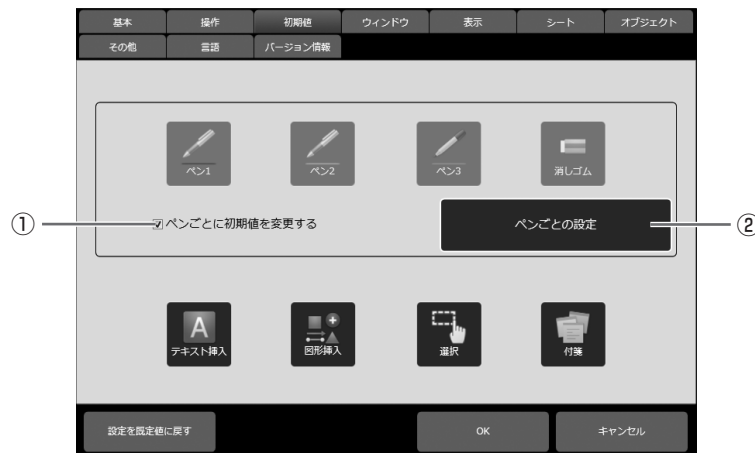 基本 操作 初期値 ウィンドウ 表示 シート オブジェクト
その他 言語 バージョン情報
ペン1 ペン2 ペン3 消しゴム
① ペンごとに初期値を変更する ペンごとの設定 ②
A
テキスト挿入 図形挿入 選択 付箋
設定を既定値に戻す OK キャンセル